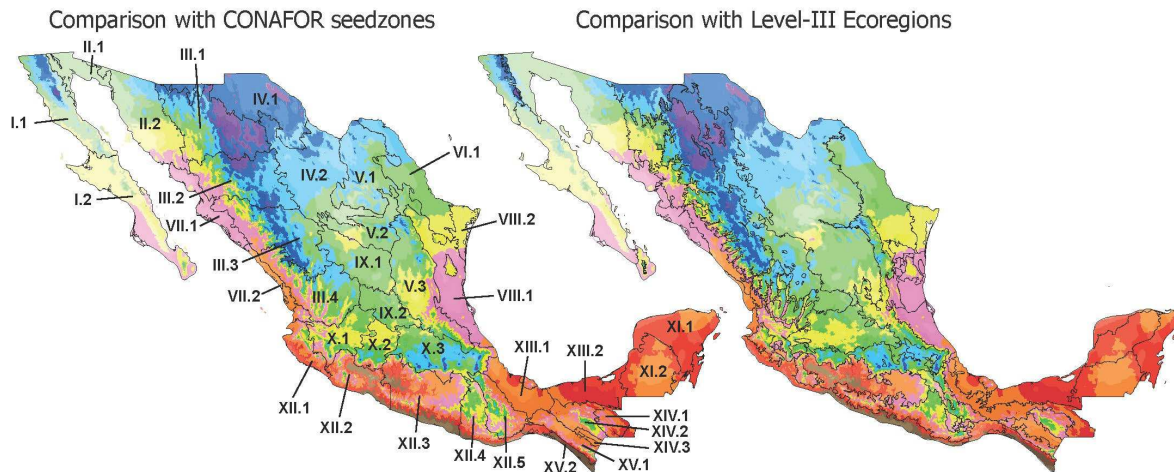 Comparison with CONAFOR seedzones
Comparison with Level-III Ecoregions
II.1
III.1
IV.1
I.1
II.2
VI.1
IV.2
V.1
I.2
III.2
VII.1
VIII.2
V.2
III.3
IX.1
VII.2
V.3
VIII.1
III.4
IX.2
X.1
X.2
X.3
XI.1
XIII.1
XIII.2
XI.2
XII.1
XII.2
XIV.1
XII.3
XIV.2
XII.4
XIV.3
XII.5
XV.1
XV.2